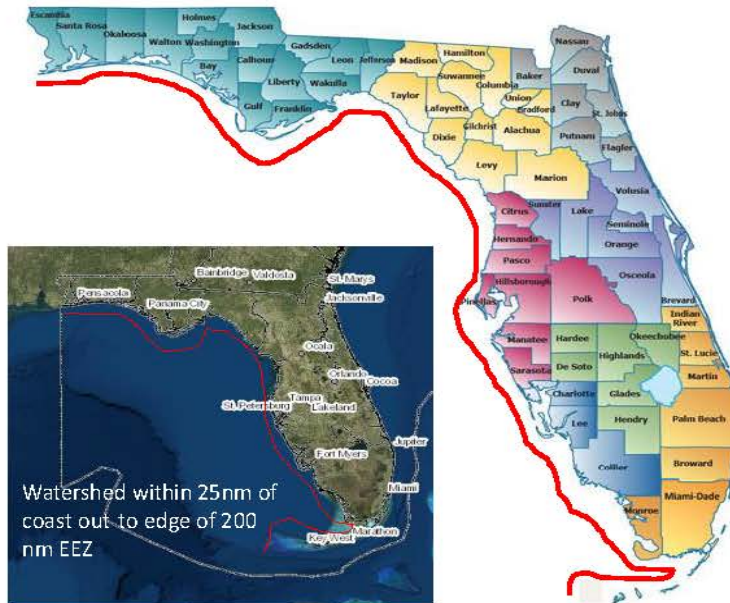 Escambia
Santa Rosa
Okaloosa
Walton
Holmes
Washington
Jackson
Bay
Calhoun
Gulf
Gadsden
Liberty
Franklin
Leon
Wakulla
Jefferson
Madison
Taylor
Hamilton
Suwannee
Lafayette
Columbia
Dixie
Gilchrist
Union
Bradford
Alachua
Levy
Marion
Baker
Nassau
Duval
Clay
St. Johns
Putnam
Flagler
Volusia
Citrus
Sumter
Lake
Seminole
Hernando
Orange
Pasco
Hillsborough
Pinellas
Polk
Osceola
Brevard
Indian
River
Manatee
Hardee
Okeechobee
Highlands
St. Lucie
Sarasota
De Soto
Martin
Charlotte
Glades
Lee
Hendry
Palm Beach
Collier
Broward
Monroe
Miami-Dade
Bainbridge
Valdosta
St. Marys
Pensacola
Panama City
Jacksonville
Ocala
Orlando
Cocoa
Tampa
St. Petersburg
Lakeland
Fort Myers
Jupiter
Miami
Marathon
Key West
Watershed within 25nm of
coast out to edge of 200
nm EEZ